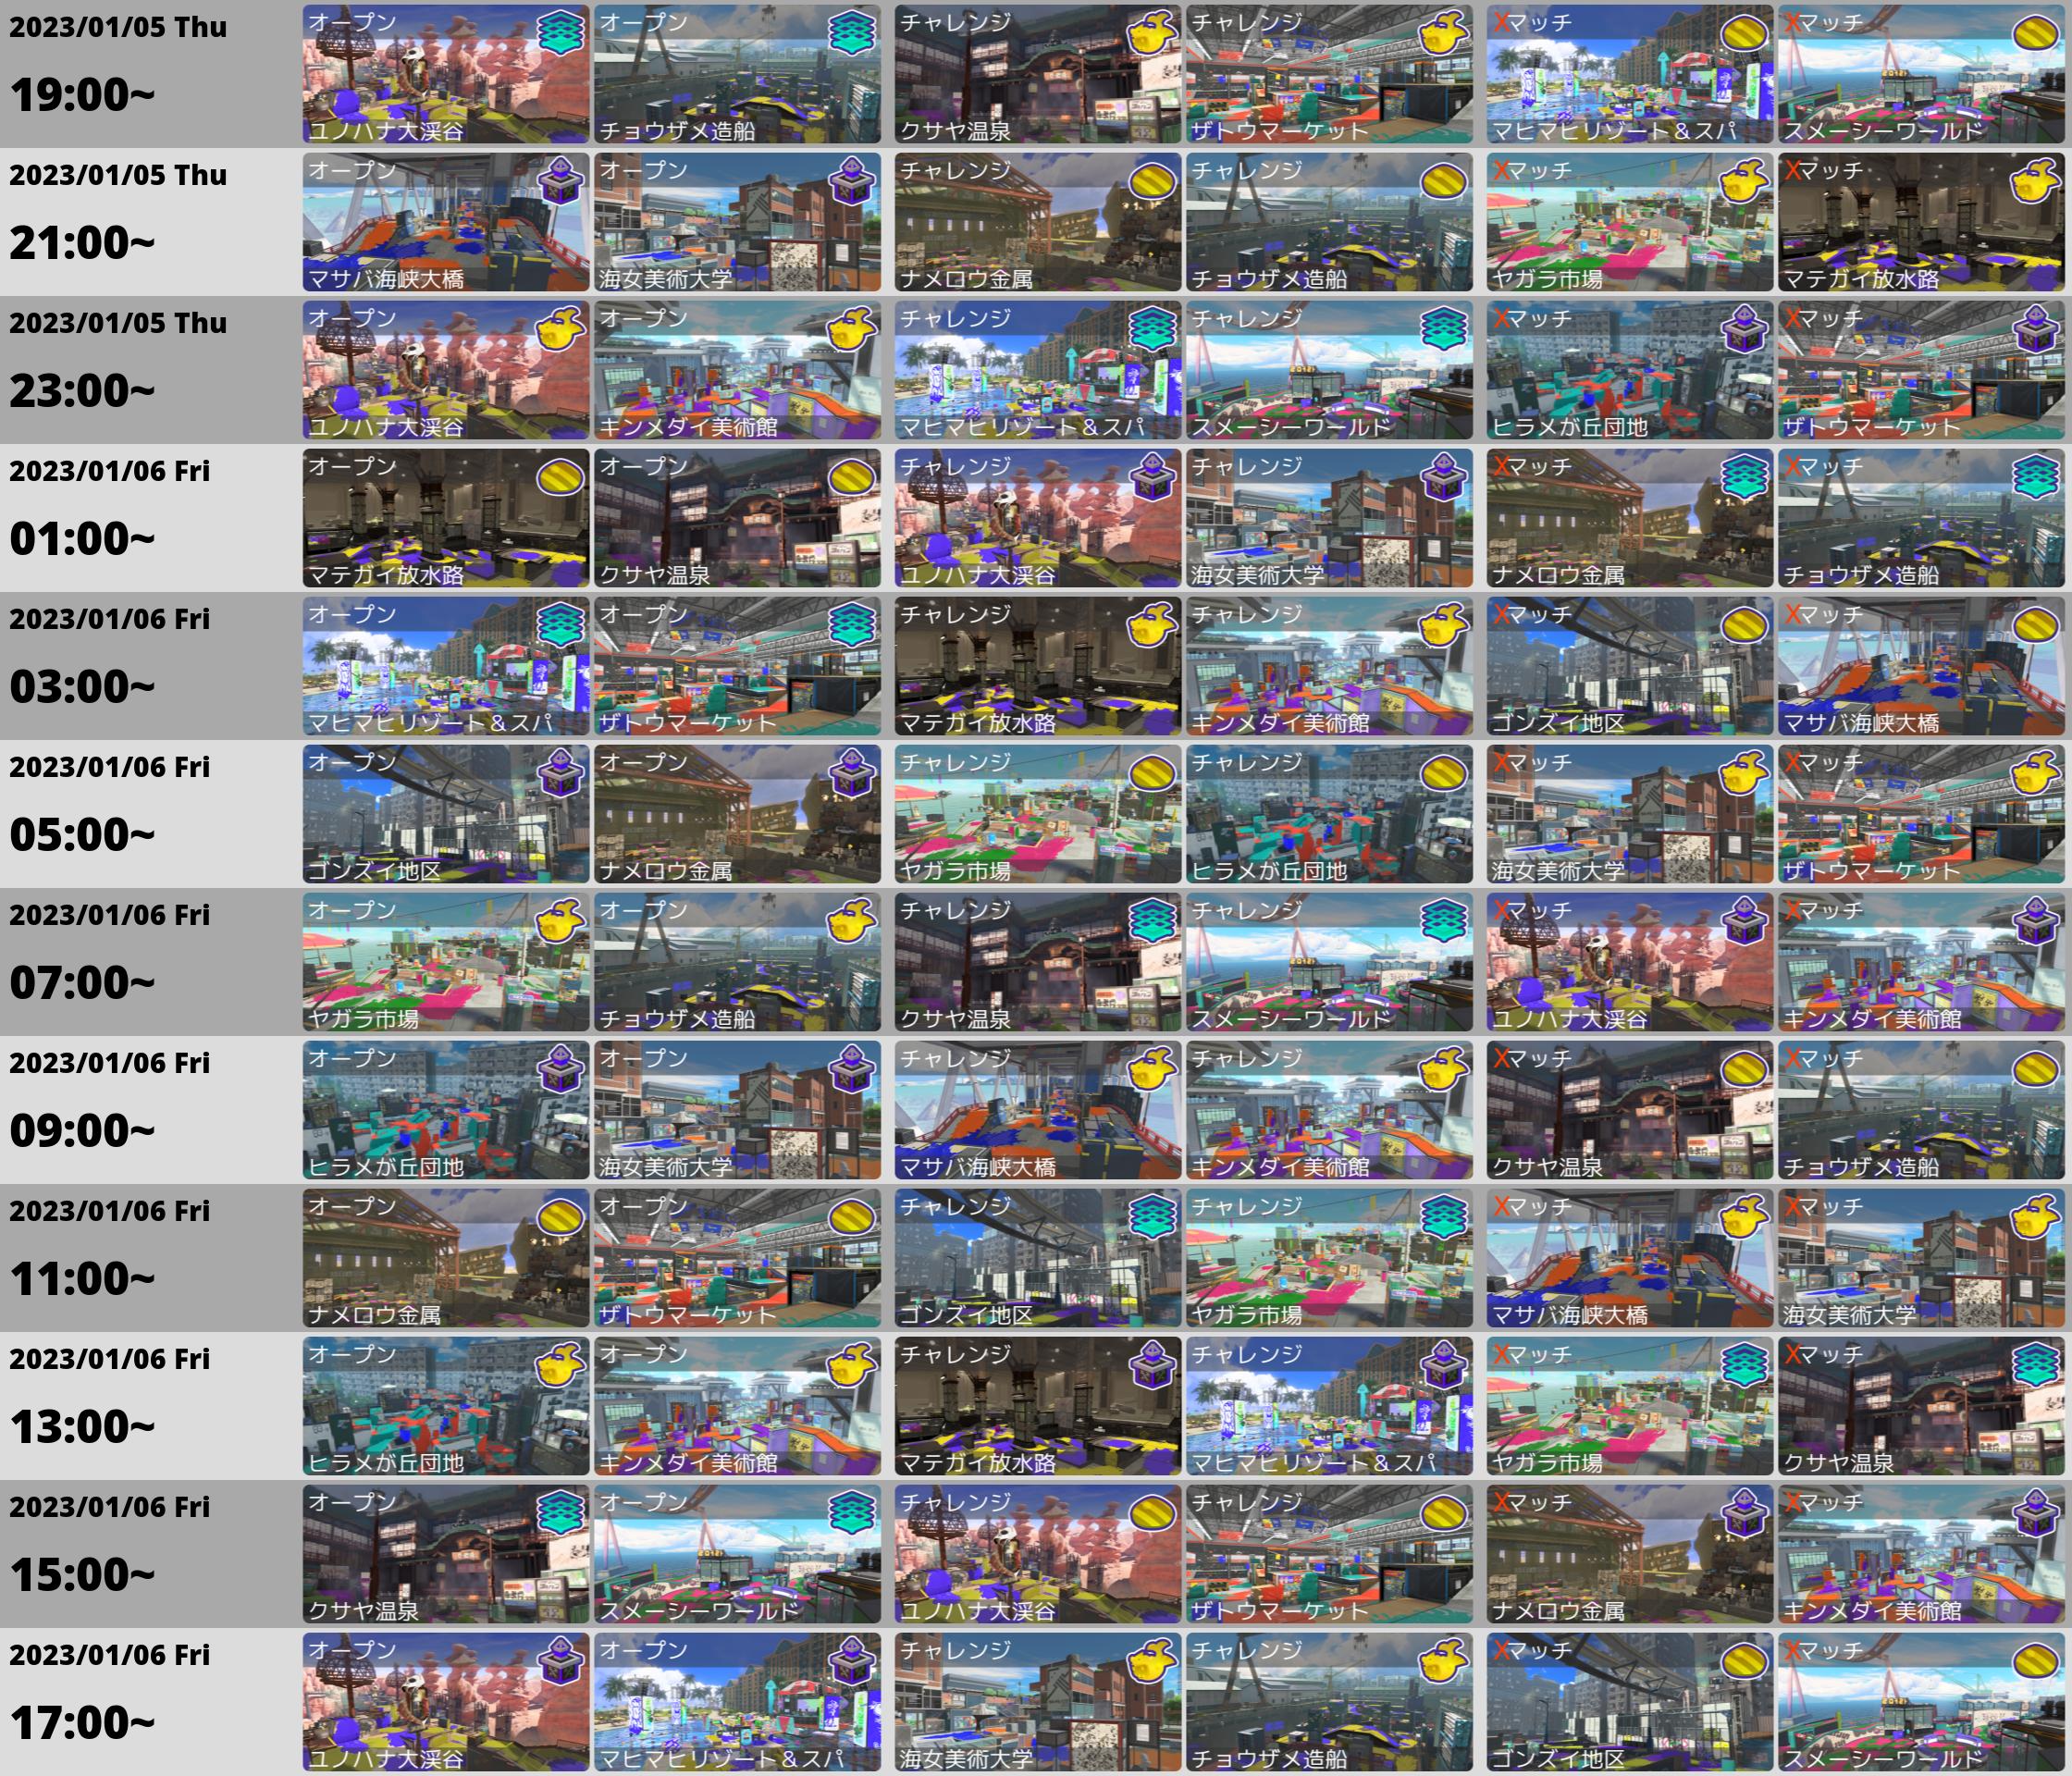 2023/01/05 Thu
19:00~
オープン オープン チャレンジ チャレンジ Xマッチ Xマッチ
ユノハナ大渓谷 チョウザメ造船 クサヤ温泉 ザトウマーケット マヒマヒリゾート&スパ スメーシーワールド
2023/01/05 Thu
21:00~
オープン オープン チャレンジ チャレンジ Xマッチ Xマッチ
マサバ海峡大橋 海女美術大学 ナメロウ金属 チョウザメ造船 ヤガラ市場 マテガイ放水路
2023/01/05 Thu
23:00~
オープン オープン チャレンジ チャレンジ Xマッチ Xマッチ
ユノハナ大渓谷 キンメダイ美術館 マヒマヒリゾート&スパ スメーシーワールド ヒラメが丘団地 ザトウマーケット
2023/01/06 Fri
01:00~
オープン オープン チャレンジ チャレンジ Xマッチ Xマッチ
マテガイ放水路 クサヤ温泉 ユノハナ大渓谷 海女美術大学 ナメロウ金属 チョウザメ造船
2023/01/06 Fri
03:00~
オープン オープン チャレンジ チャレンジ Xマッチ Xマッチ
マヒマヒリゾート&スパ ザトウマーケット マテガイ放水路 キンメダイ美術館 ゴンズイ地区 マサバ海峡大橋
2023/01/06 Fri
05:00~
オープン オープン チャレンジ チャレンジ Xマッチ Xマッチ
ゴンズイ地区 ナメロウ金属 ヤガラ市場 ヒラメが丘団地 海女美術大学 ザトウマーケット
2023/01/06 Fri
07:00~
オープン オープン チャレンジ チャレンジ Xマッチ Xマッチ
ヤガラ市場 チョウザメ造船 クサヤ温泉 スメーシーワールド ユノハナ大渓谷 キンメダイ美術館
2023/01/06 Fri
09:00~
オープン オープン チャレンジ チャレンジ Xマッチ Xマッチ
ヒラメが丘団地 海女美術大学 マサバ海峡大橋 キンメダイ美術館 クサヤ温泉 チョウザメ造船
2023/01/06 Fri
11:00~
オープン オープン チャレンジ チャレンジ Xマッチ Xマッチ
ナメロウ金属 ザトウマーケット ゴンズイ地区 ヤガラ市場 マサバ海峡大橋 海女美術大学
2023/01/06 Fri
13:00~
オープン オープン チャレンジ チャレンジ Xマッチ Xマッチ
ヒラメが丘団地 キンメダイ美術館 マテガイ放水路 マヒマヒリゾート&スパ ヤガラ市場 クサヤ温泉
2023/01/06 Fri
15:00~
オープン オープン チャレンジ チャレンジ Xマッチ Xマッチ
クサヤ温泉 スメーシーワールド ユノハナ大渓谷 ザトウマーケット ナメロウ金属 キンメダイ美術館
2023/01/06 Fri
17:00~
オープン オープン チャレンジ チャレンジ Xマッチ Xマッチ
ユノハナ大渓谷 マヒマヒリゾート&スパ 海女美術大学 チョウザメ造船 ゴンズイ地区 スメーシーワールド